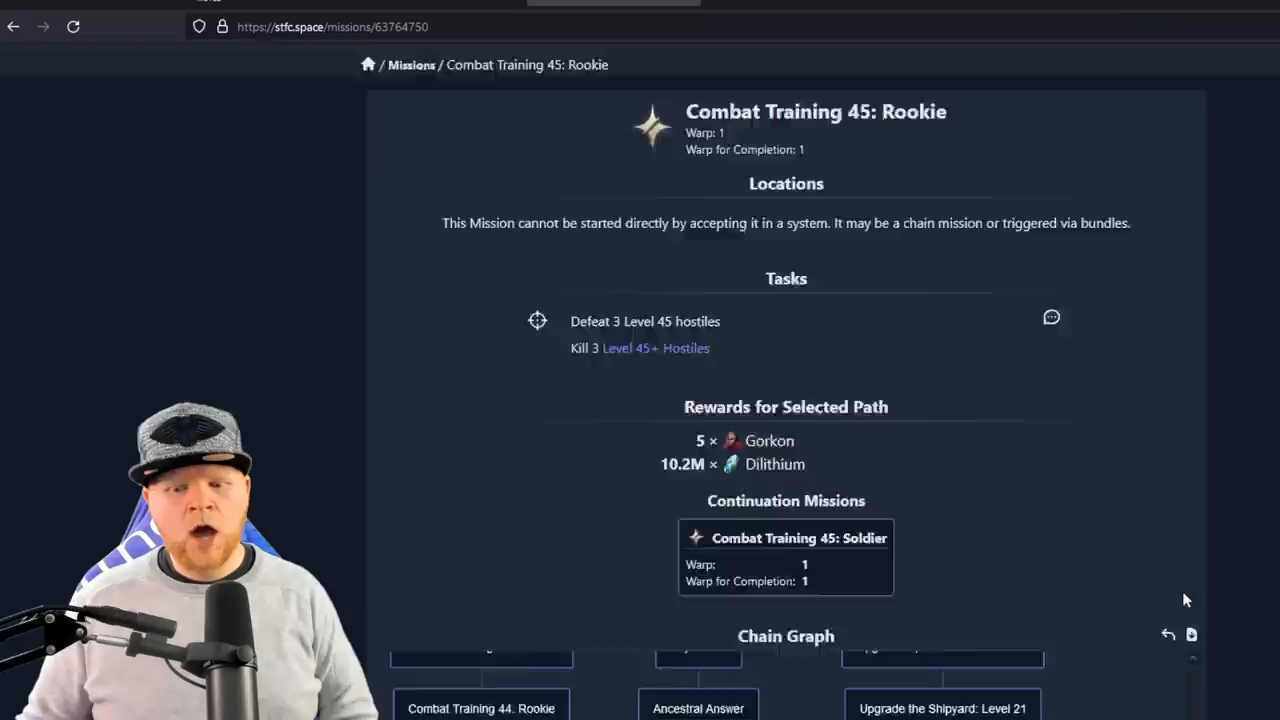 https://stfc.space/missions/63764750
/ Missions / Combat Training 45: Rookie
Combat Training 45: Rookie
Warp: 1
Warp for Completion: 1
Locations
This Mission cannot be started directly by accepting it in a system. It may be a chain mission or triggered via bundles.
Tasks
Defeat 3 Level 45 hostiles
Kill 3 Level 45+ Hostiles
Rewards for Selected Path
5 × Gorkon
10.2M × Dilithium
Continuation Missions
Combat Training 45: Soldier
Warp: 1
Warp for Completion: 1
Chain Graph
Combat Training 44. Rookie
Ancestral Answer
Upgrade the Shipyard: Level 21